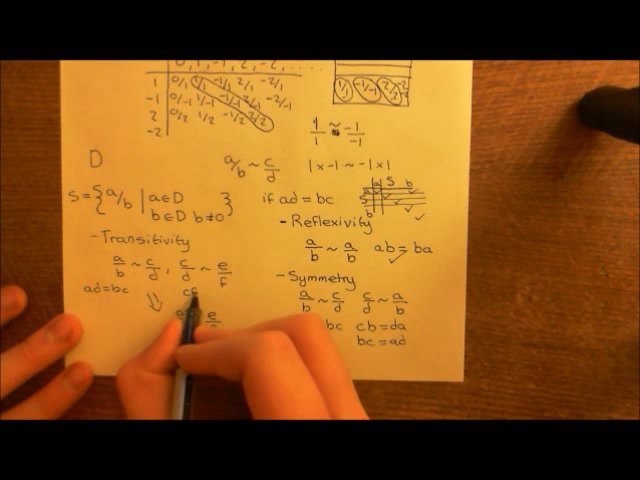 0, 1, -1, 2, -2, ....
1 | 0/1 1/1 -1/1 2/1 -2/1
-1 | 0/-1 1/-1 -1/-1 2/-1 -2/-1
2 | 0/2 1/2 -1/2 2/2
-2 |
1/1 -1/-1 2/2 -2/-2
1/1 ~ -1/-1
D
a/b ~ c/d
1 x -1 ~ -1 x 1
S = { a/b | a ∈ D
b ∈ D b ≠ 0 }
if ad = bc
S
a b
a
S
b
- Reflexivity
a/b ~ a/b ab = ba
- Transitivity
a/b ~ c/d , c/d ~ e/f
ad = bc
⇓
- Symmetry
a/b ~ c/d c/d ~ a/b
bc cb = da
bc = ad